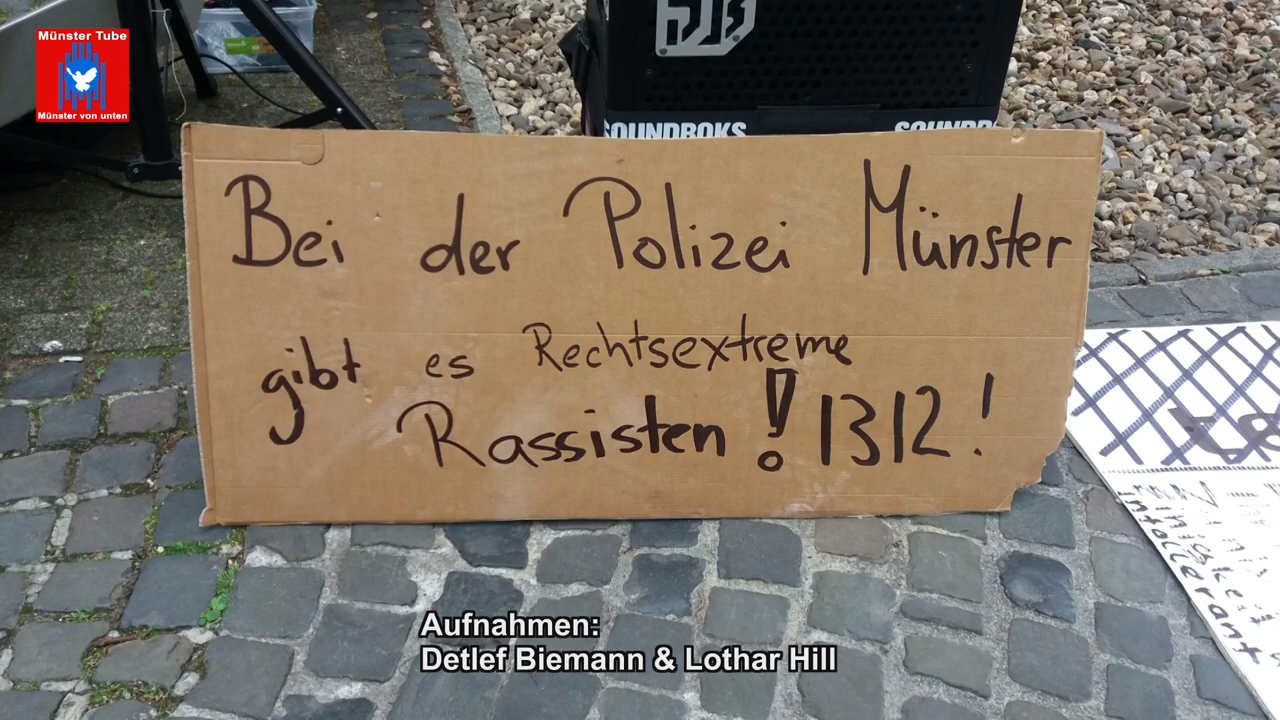 Münster Tube
Münster von unten
SOUNDBOKS
Bei der Polizei Münster
gibt es Rechtsextreme
Rassisten! 1312!
Aufnahmen:
Detlef Biemann & Lothar Hill